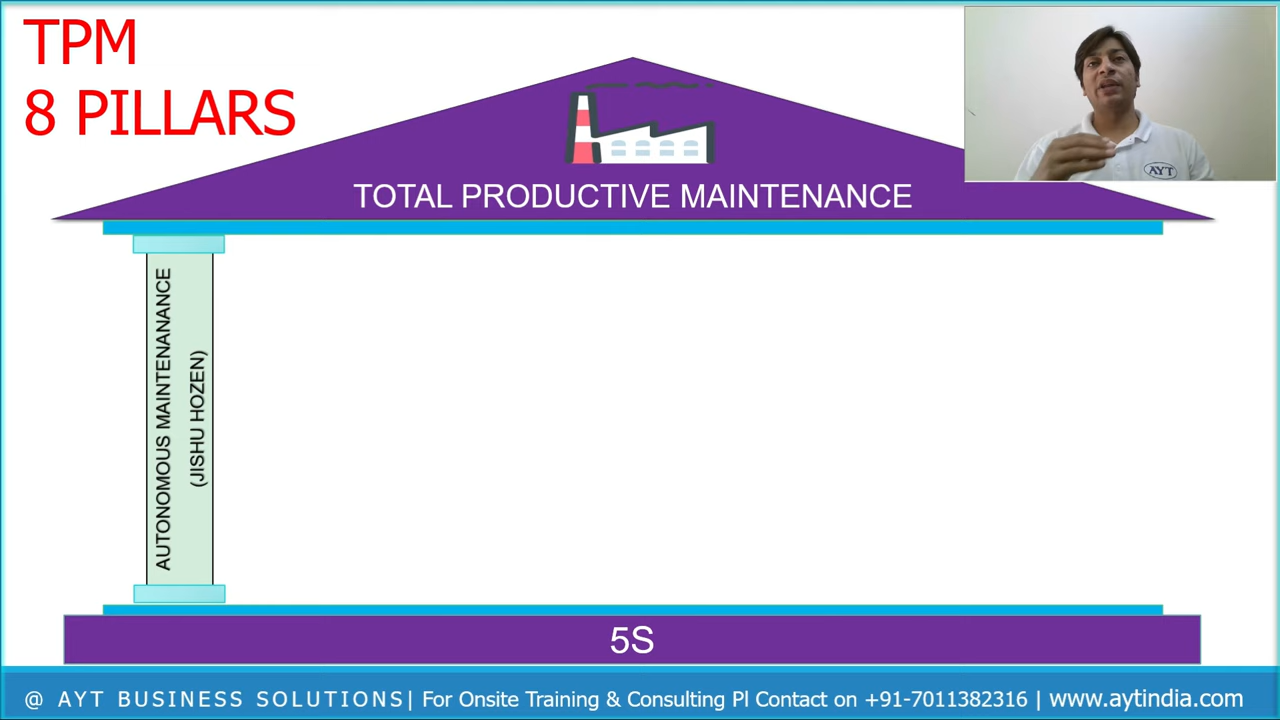 TPM
8 PILLARS
AYT
TOTAL PRODUCTIVE MAINTENANCE
AUTONOMOUS MAINTENANANCE
(JISHU HOZEN)
5S
@ AYT BUSINESS SOLUTIONS| For Onsite Training & Consulting Pl Contact on +91-7011382316 | www.aytindia.com